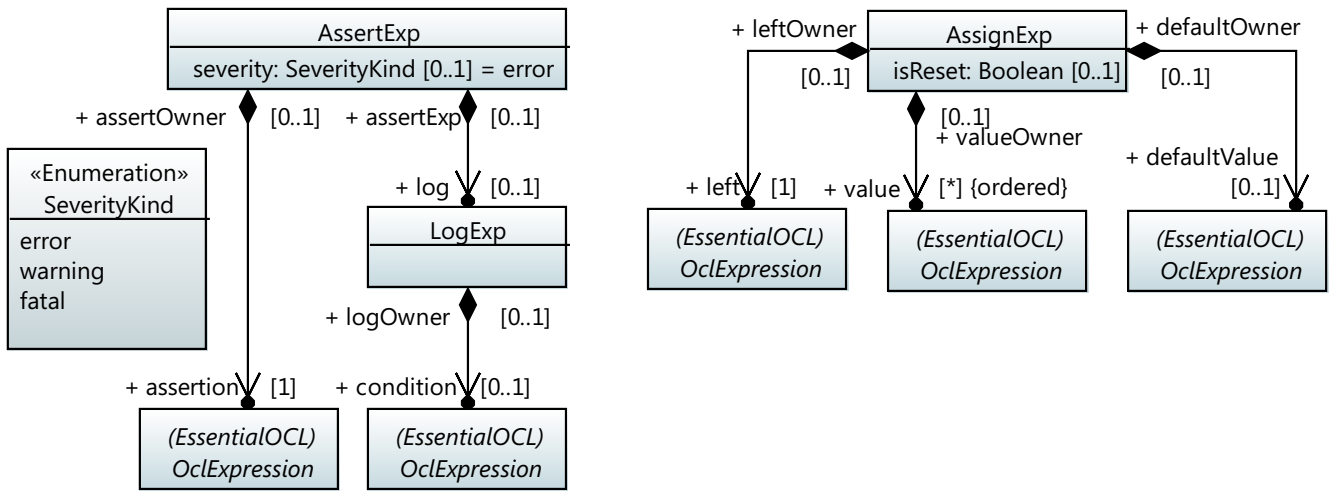 AssertExp
severity: SeverityKind [0..1] = error
+ assertOwner
[0..1]
+ assertExp
[0..1]
«Enumeration»
SeverityKind
error
warning
fatal
+ log
[0..1]
LogExp
+ logOwner
[0..1]
+ assertion
[1]
+ condition
[0..1]
(EssentialOCL)
OclExpression
(EssentialOCL)
OclExpression
+ leftOwner
[0..1]
AssignExp
isReset: Boolean [0..1]
+ defaultOwner
[0..1]
[0..1]
+ valueOwner
+ defaultValue
[0..1]
+ left
[1]
+ value
[*] {ordered}
(EssentialOCL)
OclExpression
(EssentialOCL)
OclExpression
(EssentialOCL)
OclExpression